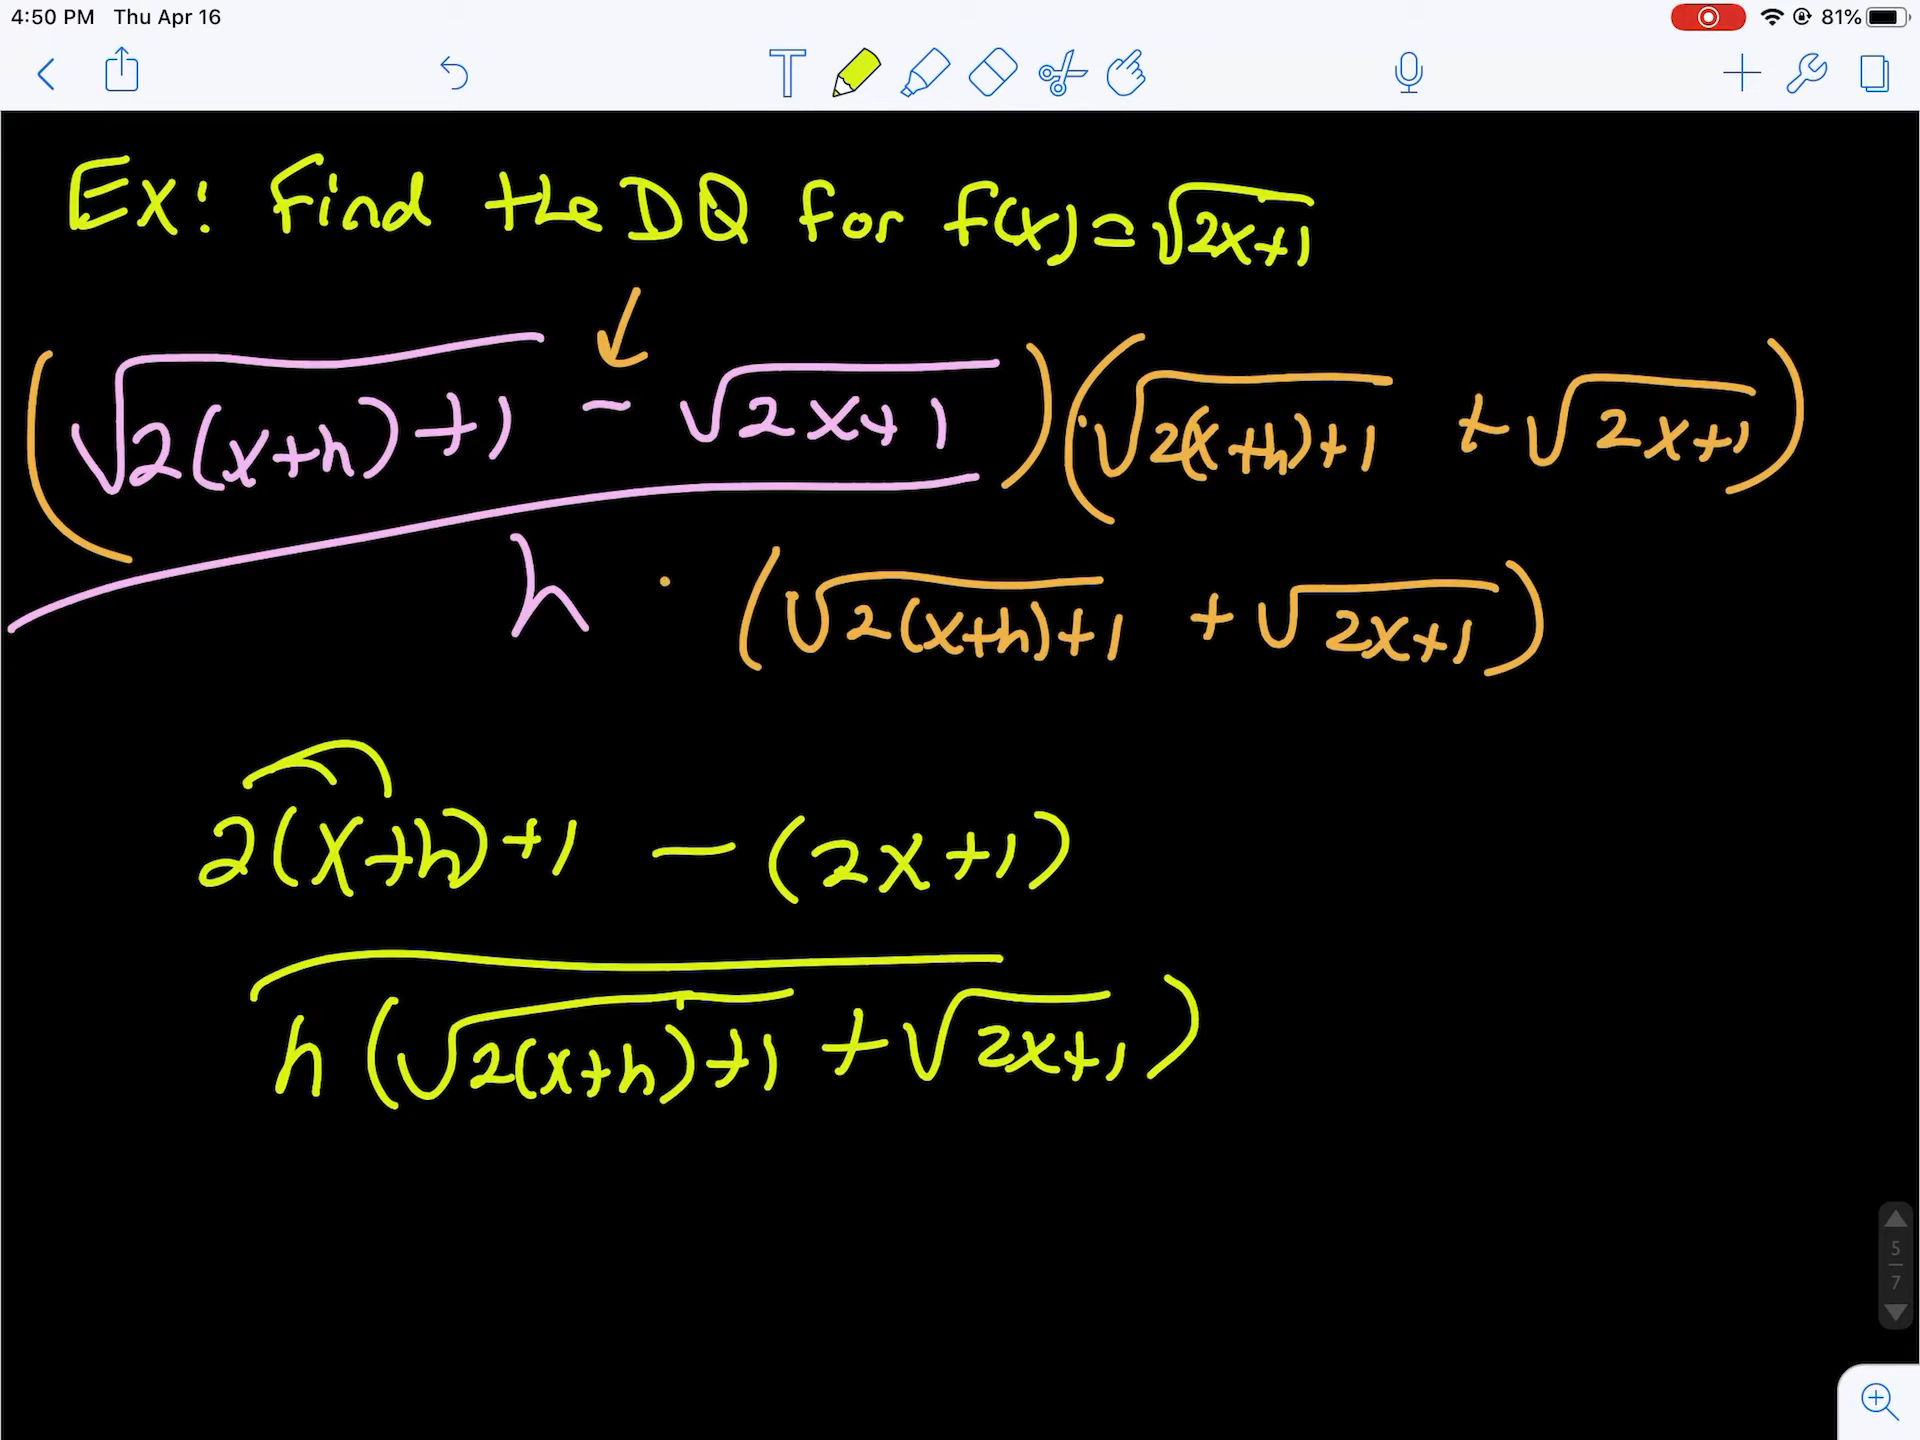 4:50 PM Thu Apr 16 81%
T
Ex: Find the DQ for f(x)=√2x+1
(√2(x+h)+1 - √2x+1)(√2(x+h)+1 + √2x+1)
h · (√2(x+h)+1 + √2x+1)
2(x+h)+1 - (2x+1)
h(√2(x+h)+1 + √2x+1)
5
7